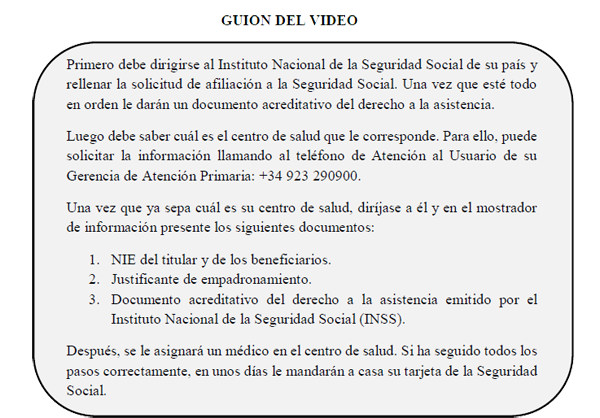 GUION DEL VIDEO
Primero debe dirigirse al Instituto Nacional de la Seguridad Social de su país y
rellenar la solicitud de afiliación a la Seguridad Social. Una vez que esté todo
en orden le darán un documento acreditativo del derecho a la asistencia.
Luego debe saber cuál es el centro de salud que le corresponde. Para ello, puede
solicitar la información llamando al teléfono de Atención al Usuario de su
Gerencia de Atención Primaria: +34 923 290900.
Una vez que ya sepa cuál es su centro de salud, diríjase a él y en el mostrador
de información presente los siguientes documentos:
1. NIE del titular y de los beneficiarios.
2. Justificante de empadronamiento.
3. Documento acreditativo del derecho a la asistencia emitido por el
Instituto Nacional de la Seguridad Social (INSS).
Después, se le asignará un médico en el centro de salud. Si ha seguido todos los
pasos correctamente, en unos días le mandarán a casa su tarjeta de la Seguridad
Social.